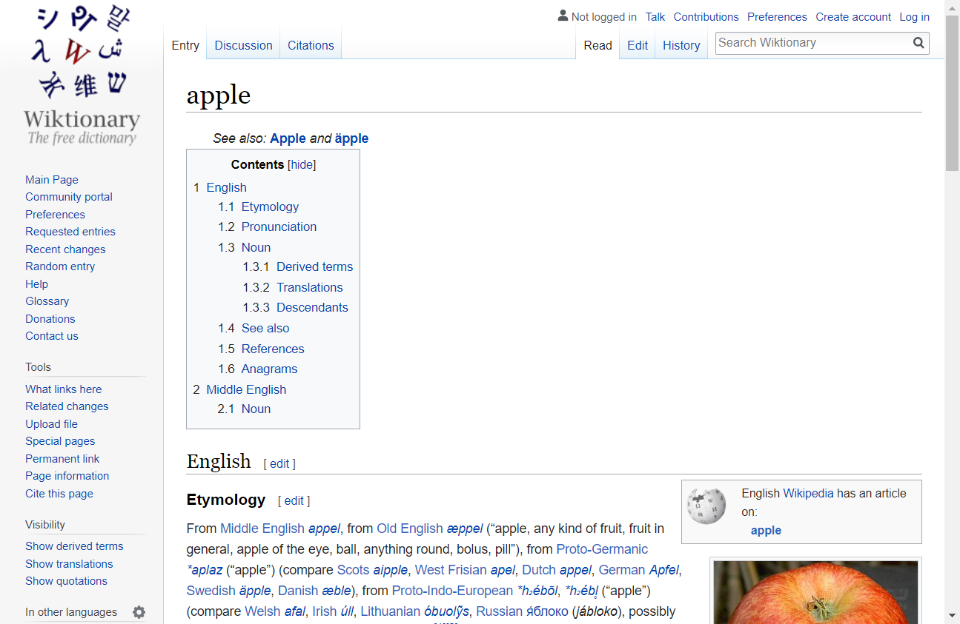 Not logged in Talk Contributions Preferences Create account Log in
Entry Discussion Citations Read Edit History Search Wiktionary
Wiktionary
The free dictionary
Main Page
Community portal
Preferences
Requested entries
Recent changes
Random entry
Help
Glossary
Donations
Contact us
Tools
What links here
Related changes
Upload file
Special pages
Permanent link
Page information
Cite this page
Visibility
Show derived terms
Show translations
Show quotations
In other languages
apple
See also: Apple and äpple
Contents [hide]
1 English
1.1 Etymology
1.2 Pronunciation
1.3 Noun
1.3.1 Derived terms
1.3.2 Translations
1.3.3 Descendants
1.4 See also
1.5 References
1.6 Anagrams
2 Middle English
2.1 Noun
English [ edit ]
Etymology [ edit ]
From Middle English appel, from Old English æppel (“apple, any kind of fruit, fruit in
general, apple of the eye, ball, anything round, bolus, pill”), from Proto-Germanic
*aplaz (“apple”) (compare Scots aipple, West Frisian apel, Dutch appel, German Apfel,
Swedish äpple, Danish æble), from Proto-Indo-European *h₂ébōl, *h₂ébl̥ (“apple”)
(compare Welsh afal, Irish úll, Lithuanian óbuolỹs, Russian я́блоко (jábloko), possibly
English Wikipedia has an article
on:
apple